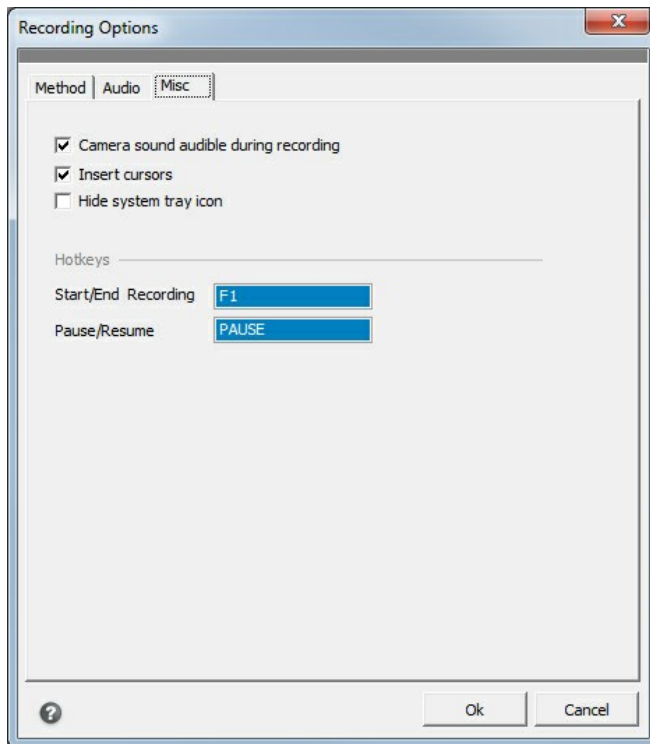 Recording Options
Method Audio Misc
Camera sound audible during recording
Insert cursors
Hide system tray icon
Hotkeys
Start/End Recording F1
Pause/Resume PAUSE
Ok Cancel